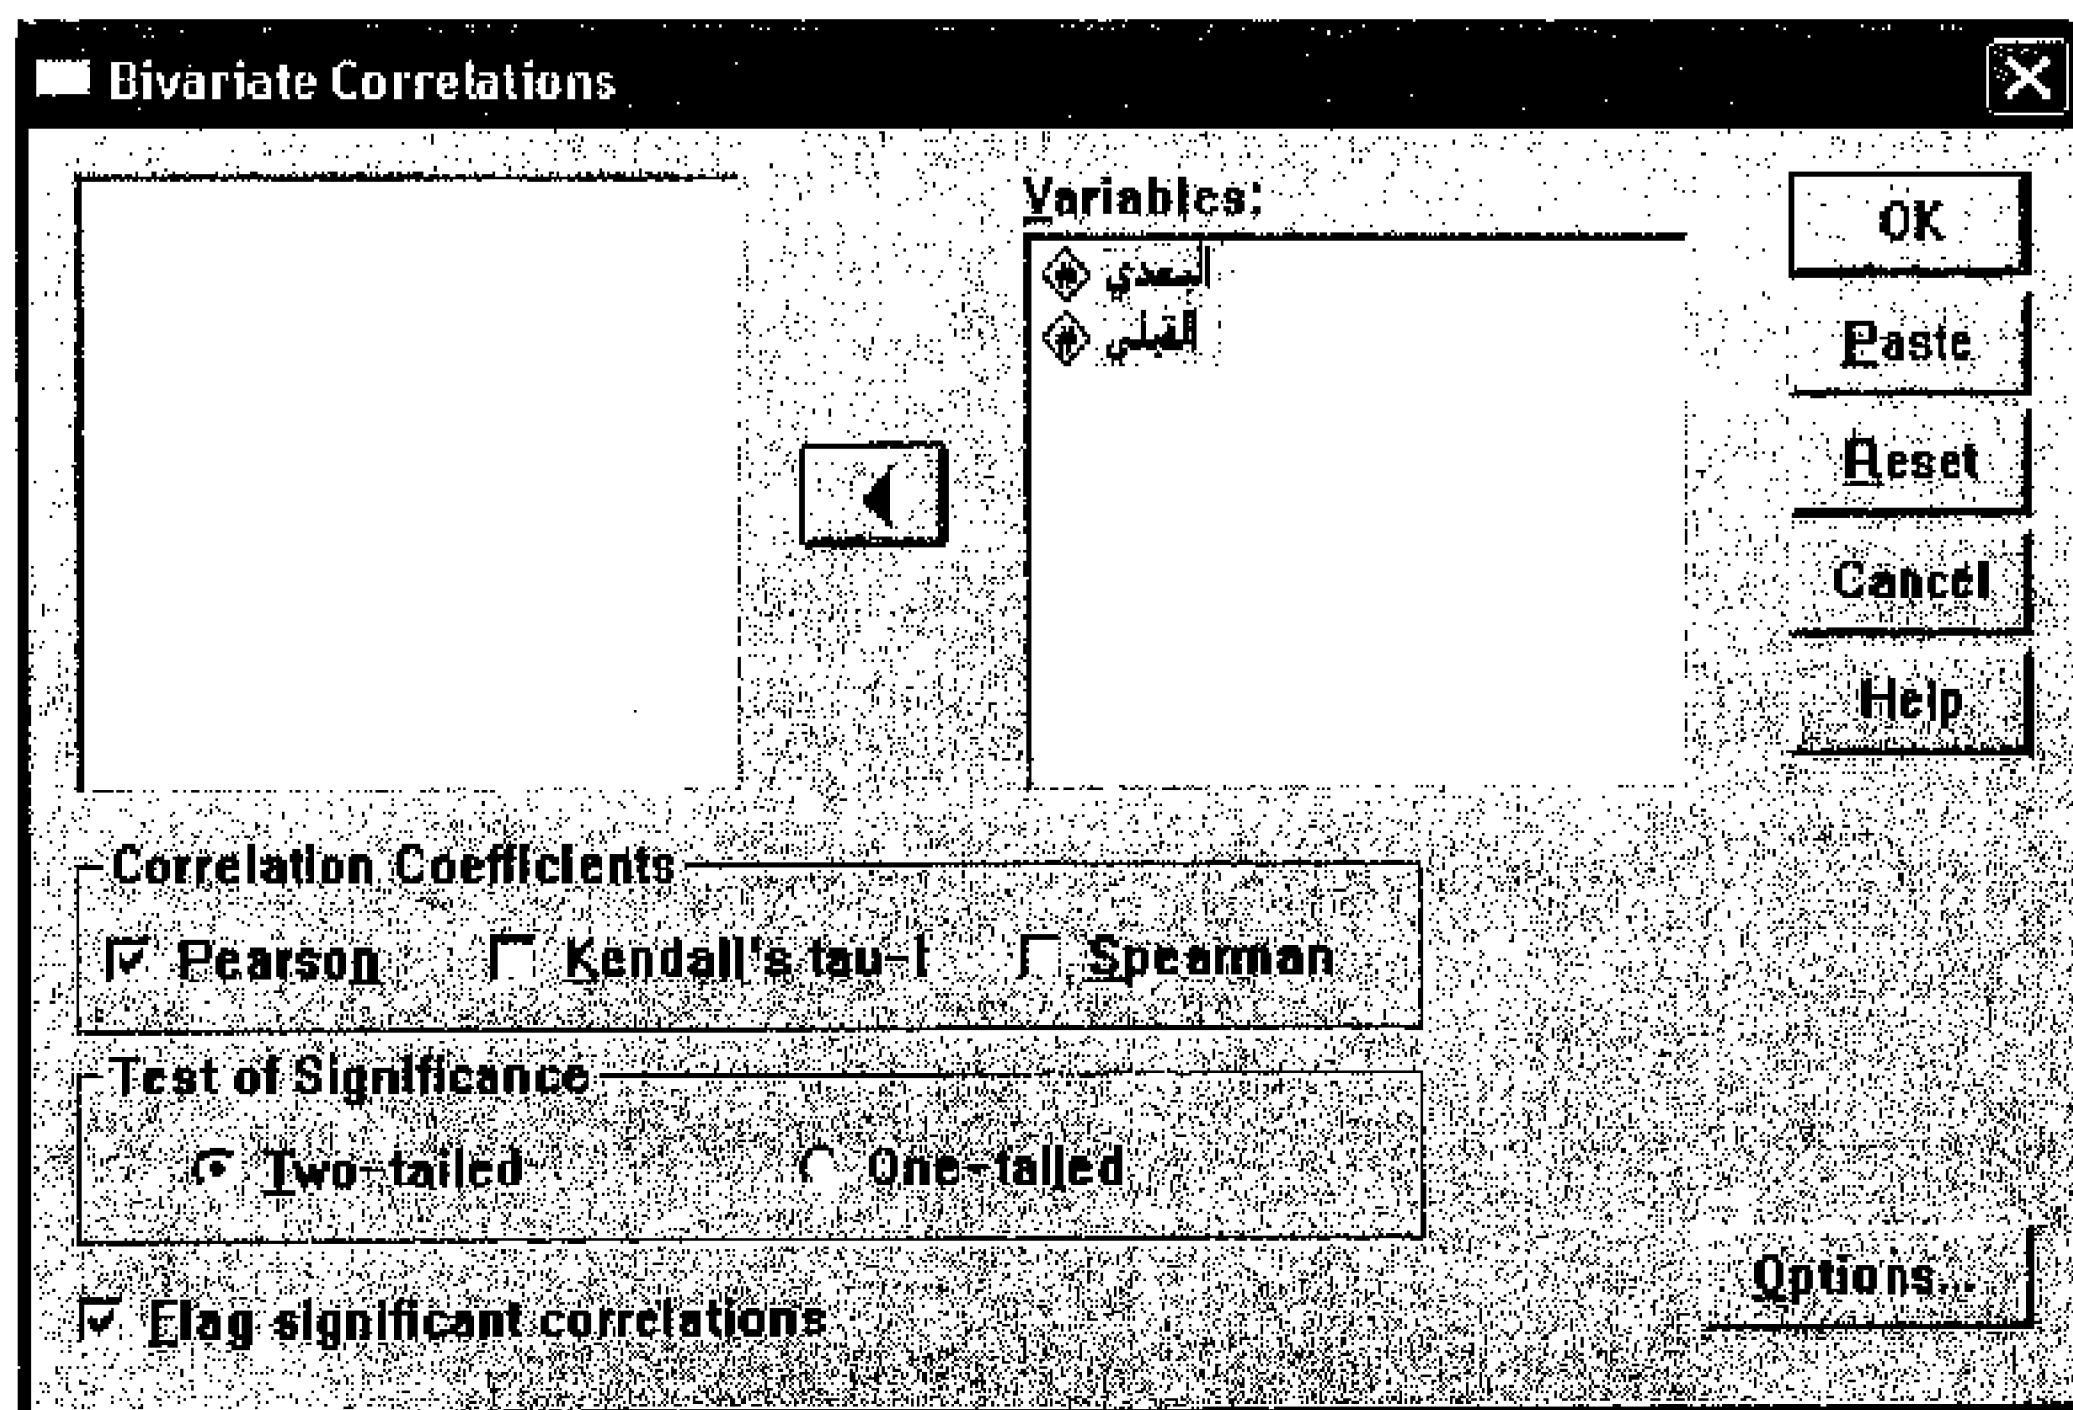 Bivariate Correlations
Variables:
البعدي
القبلي
OK
Paste
Reset
Cancel
Help
Correlation Coefficients
Pearson Kendall's tau-b Spearman
Test of Significance
Two-tailed One-tailed
Flag significant correlations
Options...